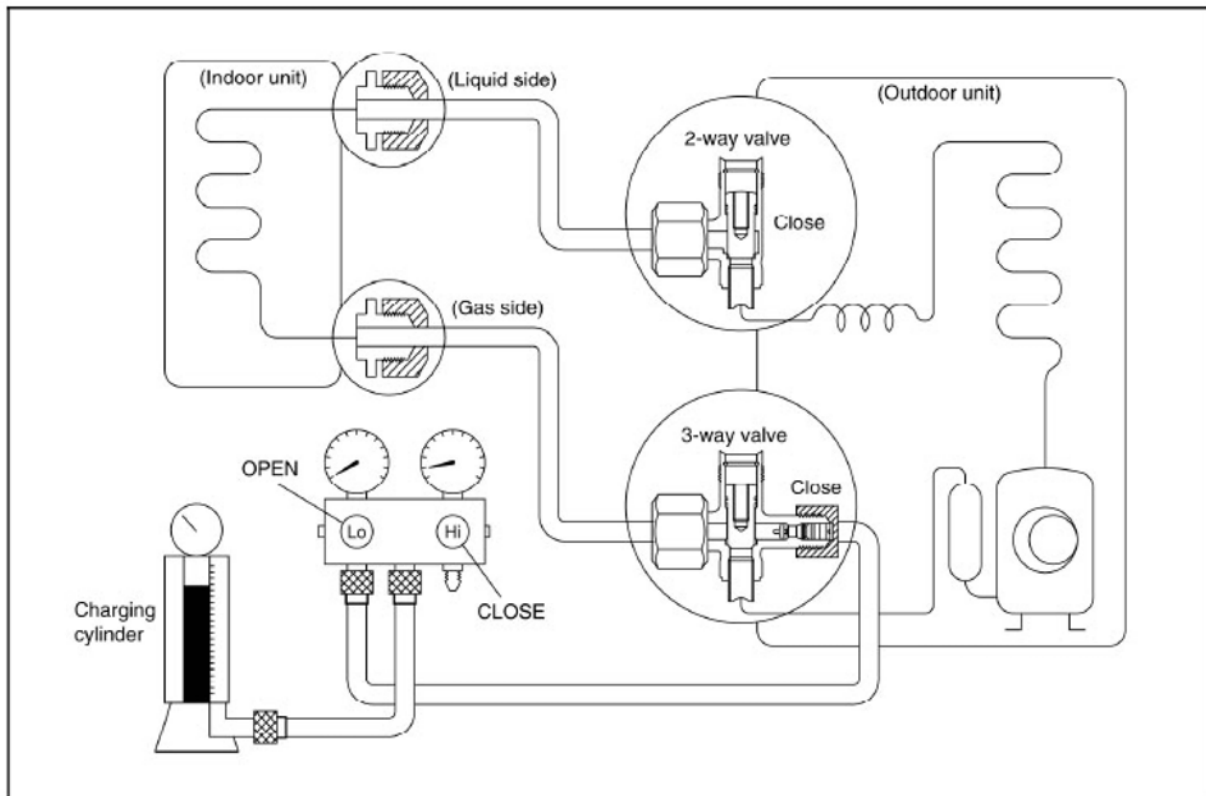 (Indoor unit)
(Liquid side)
(Outdoor unit)
2-way valve
Close
(Gas side)
3-way valve
Close
OPEN
Lo
Hi
CLOSE
Charging
cylinder